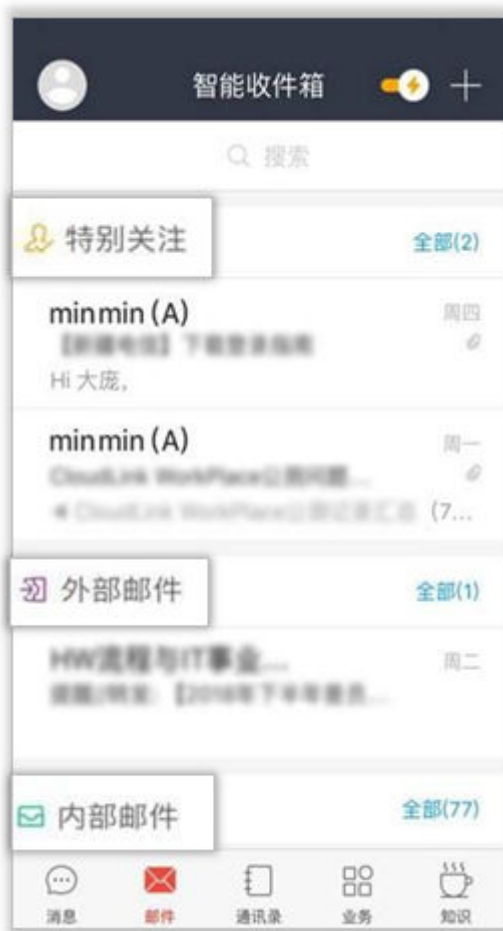 智能收件箱
搜索
特别关注
全部(2)
minmin (A)
周四
Hi 大庞,
minmin (A)
周一
(7...
外部邮件
全部(1)
周二
内部邮件
全部(77)
消息
邮件
通讯录
业务
知识